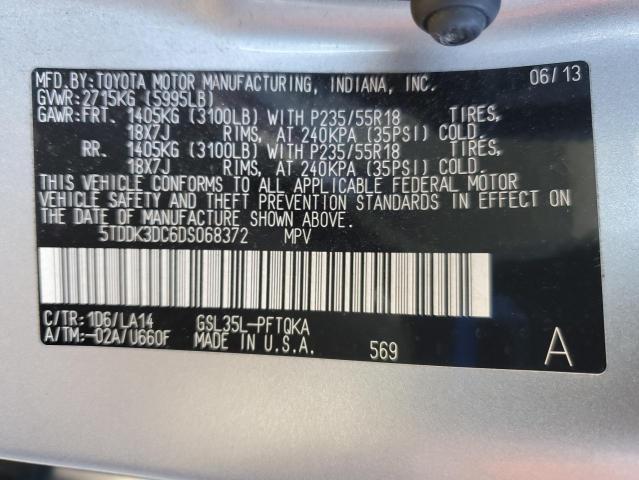 MFD.BY:TOYOTA MOTOR MANUFACTURING, INDIANA, INC. 06/13
GVWR:2715KG (5995LB)
GAWR:FRT. 1405KG (3100LB) WITH P235/55R18 TIRES,
18X7J RIMS, AT 240KPA (35PSI) COLD.
RR. 1405KG (3100LB) WITH P235/55R18 TIRES,
18X7J RIMS, AT 240KPA (35PSI) COLD.
THIS VEHICLE CONFORMS TO ALL APPLICABLE FEDERAL MOTOR
VEHICLE SAFETY AND THEFT PREVENTION STANDARDS IN EFFECT ON
THE DATE OF MANUFACTURE SHOWN ABOVE.
5TDDK3DC6DS068372 MPV
C/TR:1D6/LA14 GSL35L-PFTQKA
A/TM:-02A/U660F MADE IN U.S.A. 569 A